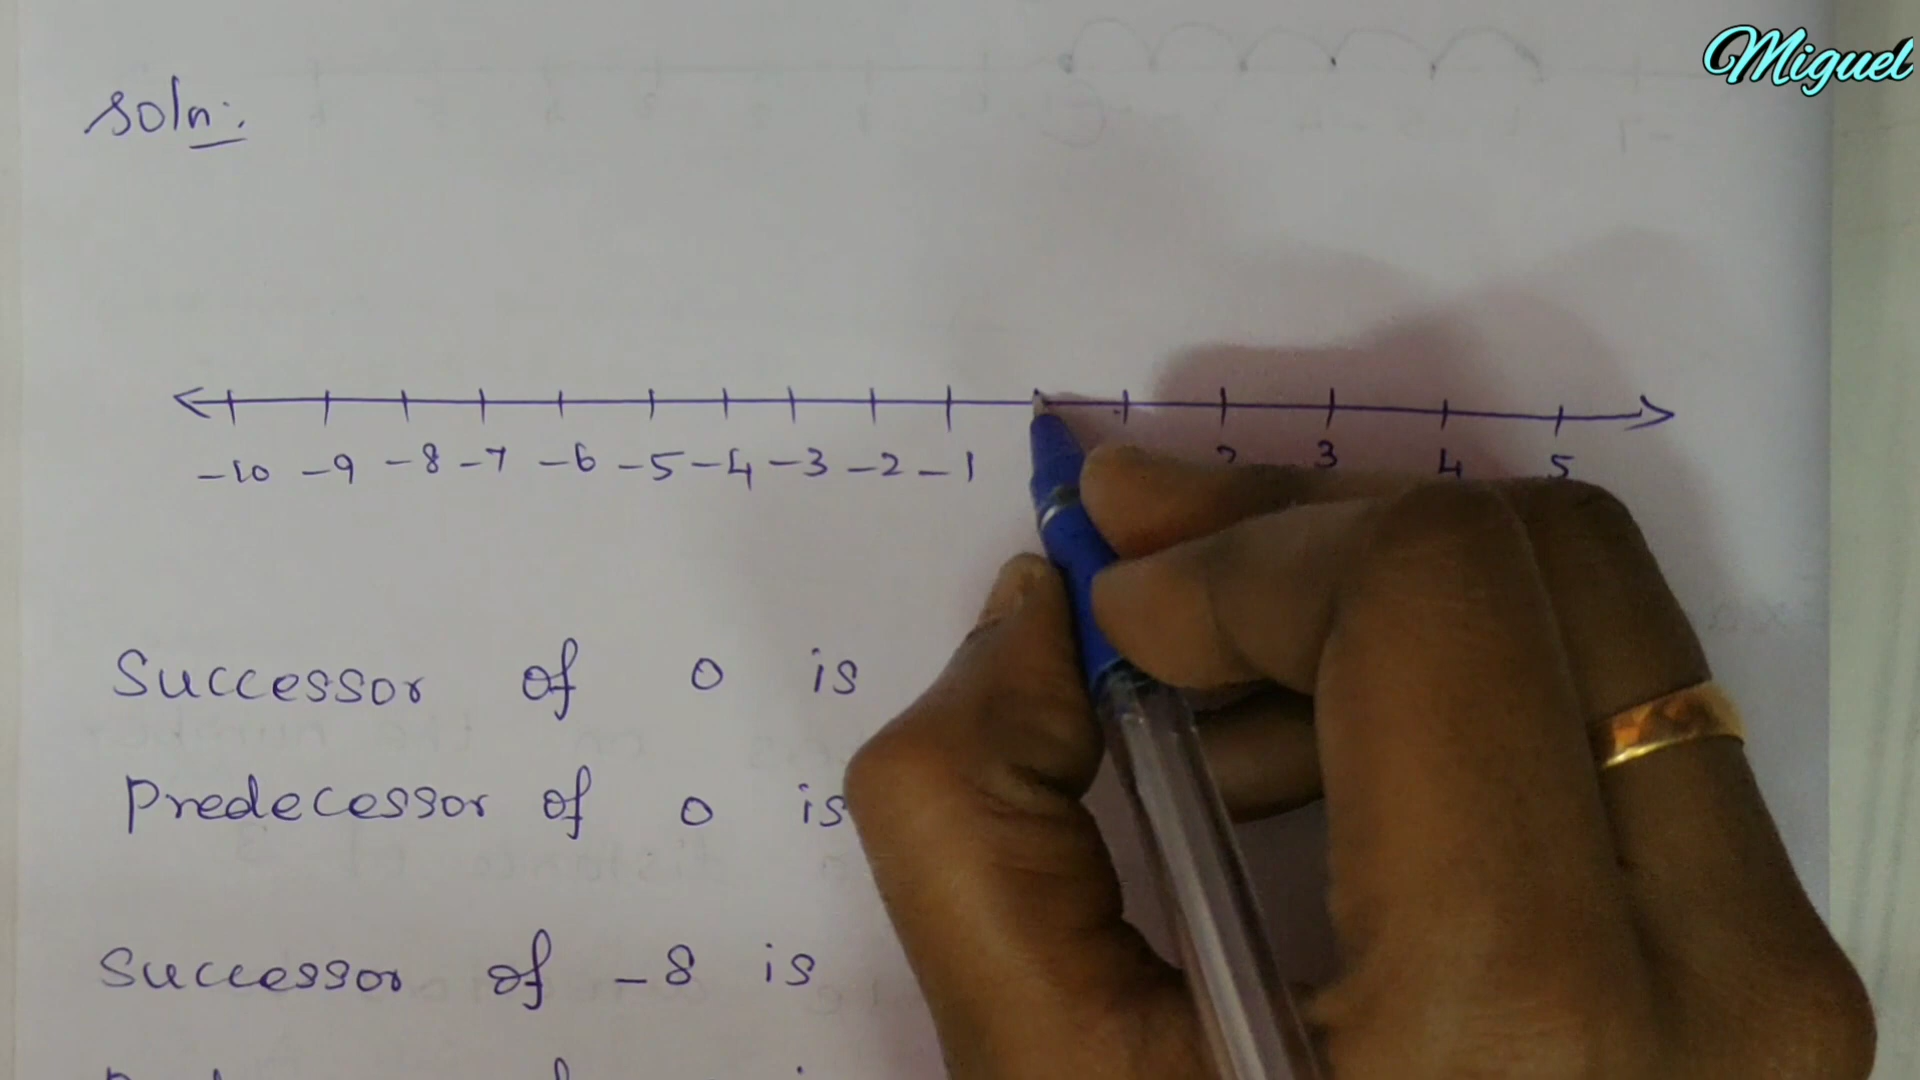 Miguel
Soln:
-10 -9 -8 -7 -6 -5 -4 -3 -2 -1 2 3 4 5
Successor of 0 is
Predecessor of 0 is
Successor of -8 is